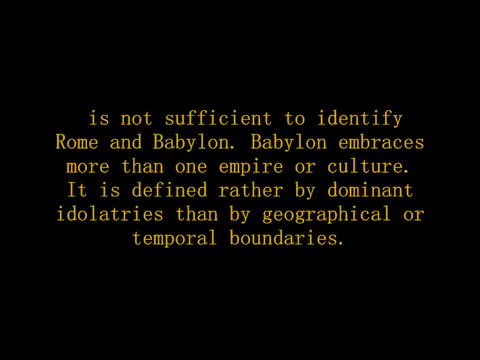 is not sufficient to identify
Rome and Babylon. Babylon embraces
more than one empire or culture.
It is defined rather by dominant
idolatries than by geographical or
temporal boundaries.